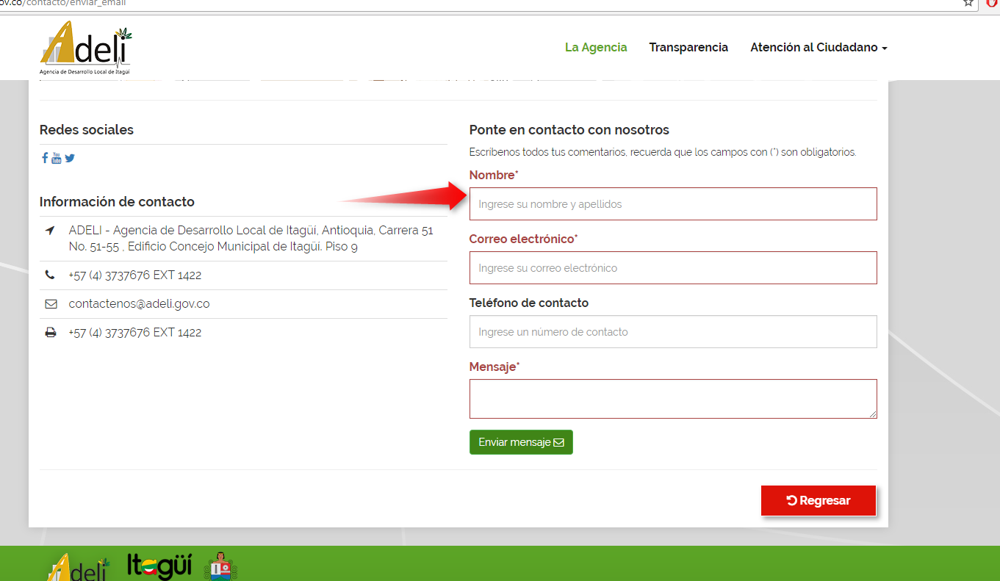 ov.co/contacto/enviar_email
Adeli
Agencia de Desarrollo Local de Itagüí
La Agencia
Transparencia
Atención al Ciudadano
Redes sociales
You
Tube
Información de contacto
ADELI - Agencia de Desarrollo Local de Itagüí, Antioquia, Carrera 51
No. 51-55 , Edificio Concejo Municipal de Itagüí. Piso 9
+57 (4) 3737676 EXT 1422
contactenos@adeli.gov.co
+57 (4) 3737676 EXT 1422
Ponte en contacto con nosotros
Escribenos todos tus comentarios, recuerda que los campos con (*) son obligatorios.
Nombre*
Ingrese su nombre y apellidos
Correo electrónico*
Ingrese su correo electrónico
Teléfono de contacto
Ingrese un número de contacto
Mensaje*
Enviar mensaje
Regresar
Adeli
Itagüí